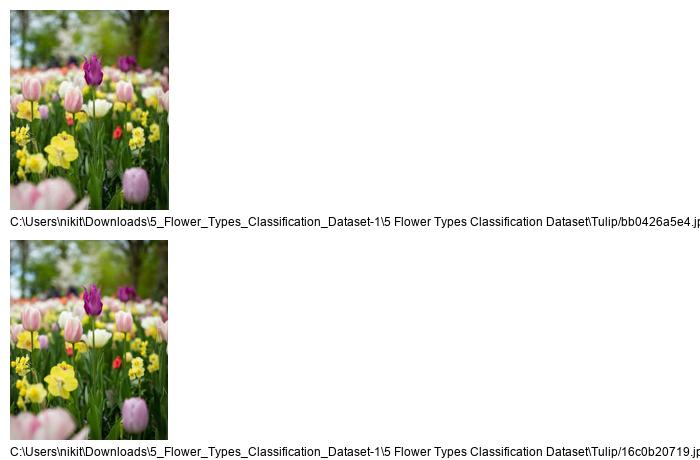 C:\Users\nikit\Downloads\5_Flower_Types_Classification_Dataset-1\5 Flower Types Classification Dataset\Tulip/bb0426a5e4.jp
C:\Users\nikit\Downloads\5_Flower_Types_Classification_Dataset-1\5 Flower Types Classification Dataset\Tulip/16c0b20719.jp